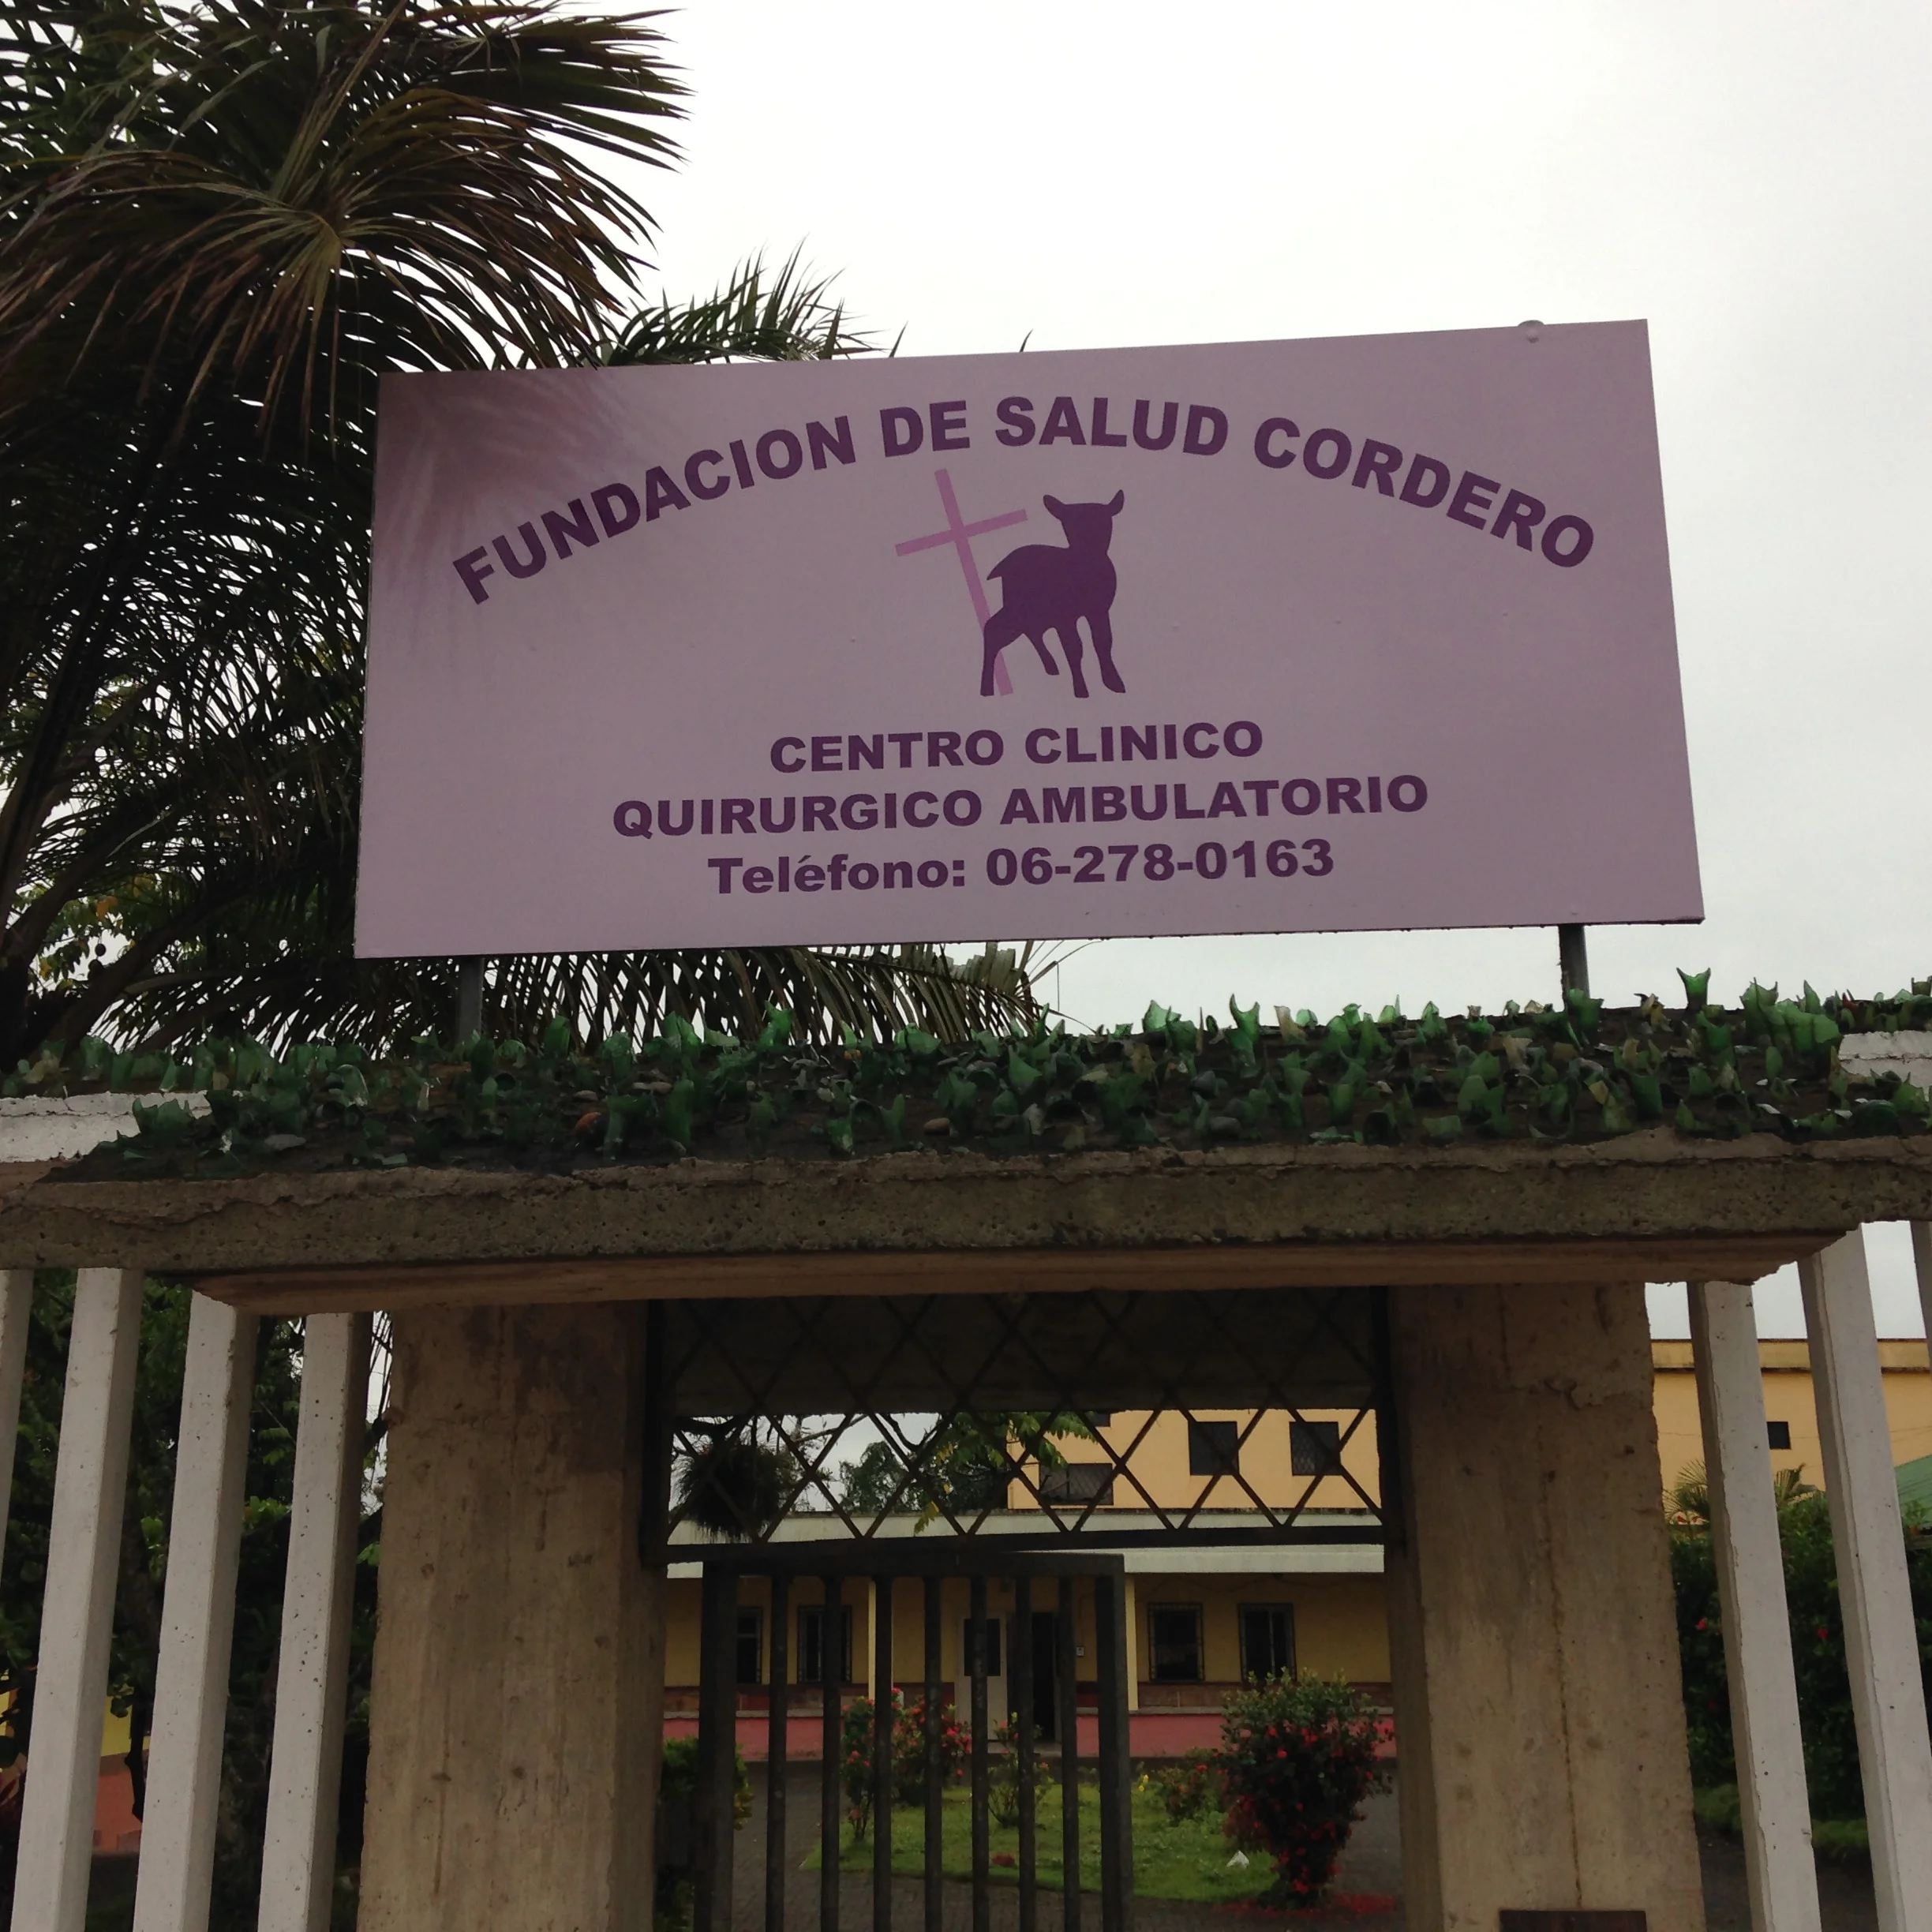 FUNDACION DE SALUD CORDERO
CENTRO CLINICO
QUIRURGICO AMBULATORIO
Teléfono: 06-278-0163